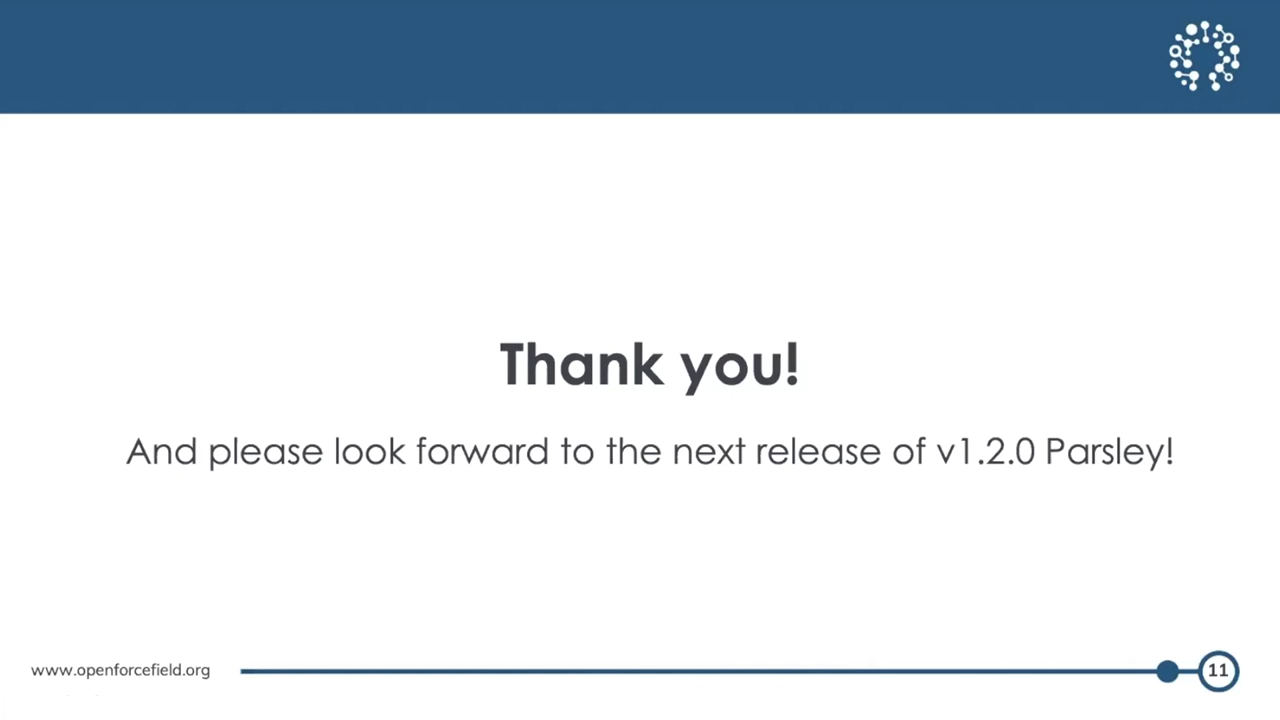 Thank you!
And please look forward to the next release of v1.2.0 Parsley!
www.openforcefield.org
11